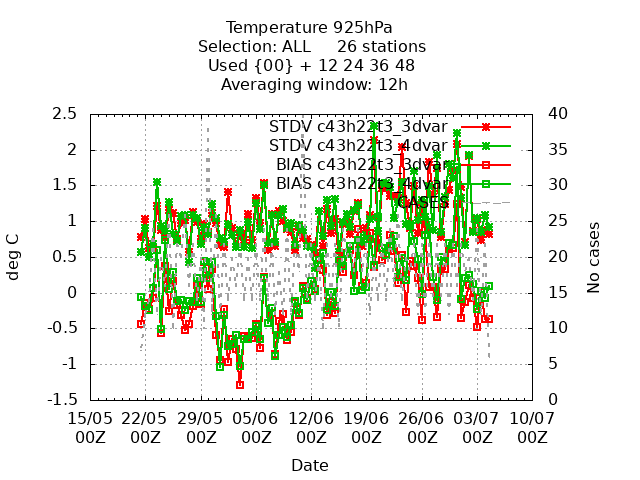 Temperature 925hPa
Selection: ALL     26 stations
Used {00} + 12 24 36 48
Averaging window: 12h
STDV c43h22t3_3dvar
STDV c43h22t3_4dvar
BIAS c43h22t3_3dvar
BIAS c43h22t3_4dvar
CASES
2.5
2
1.5
1
0.5
0
-0.5
-1
-1.5
deg C
40
35
30
25
20
15
10
5
0
No cases
15/05 22/05 29/05 05/06 12/06 19/06 26/06 03/07 10/07
00Z 00Z 00Z 00Z 00Z 00Z 00Z 00Z 00Z
Date